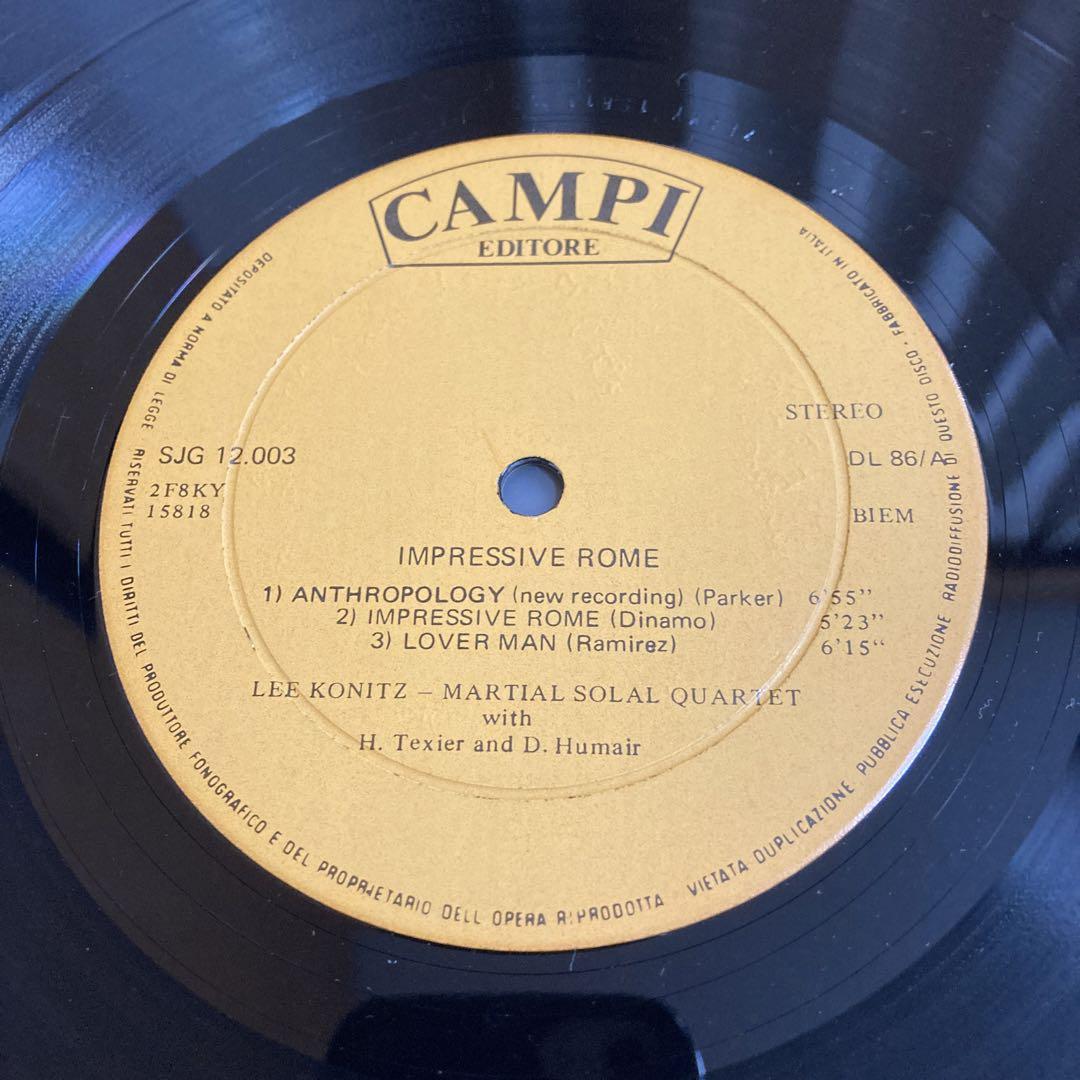 CAMPI
EDITORE
STEREO
SJG 12.003
DL 86/A
2F8KY
15818
BIEM
IMPRESSIVE ROME
1) ANTHROPOLOGY (new recording) (Parker) 6'55"
2) IMPRESSIVE ROME (Dinamo) 5'23"
3) LOVER MAN (Ramirez) 6'15"
LEE KONITZ – MARTIAL SOLAL QUARTET
with
H. Texier and D. Humair
DEPOSITATO A NORMA DI LEGGE RISERVATI TUTTI I DIRITTI DEL PRODUTTORE FONOGRAFICO E DEL PROPRIETARIO DELL OPERA RIPRODOTTA VIETATA DUPLICAZIONE PUBBLICA ESECUZIONE RADIODIFFUSIONE DI QUESTO DISCO · FABBRICATO IN ITALIA